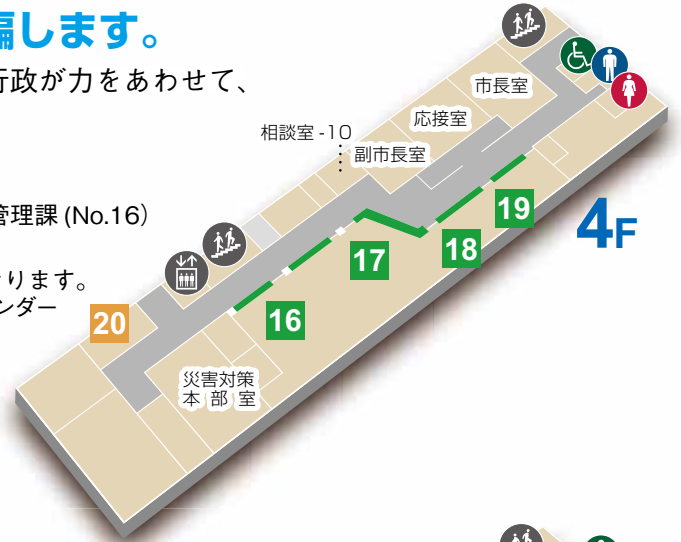 編します。
行政が力をあわせて、
管理課 (No.16)
ります。
ンダー
市長室
応接室
相談室 -10
副市長室
4F
19
18
17
16
20
災害対策
本部室